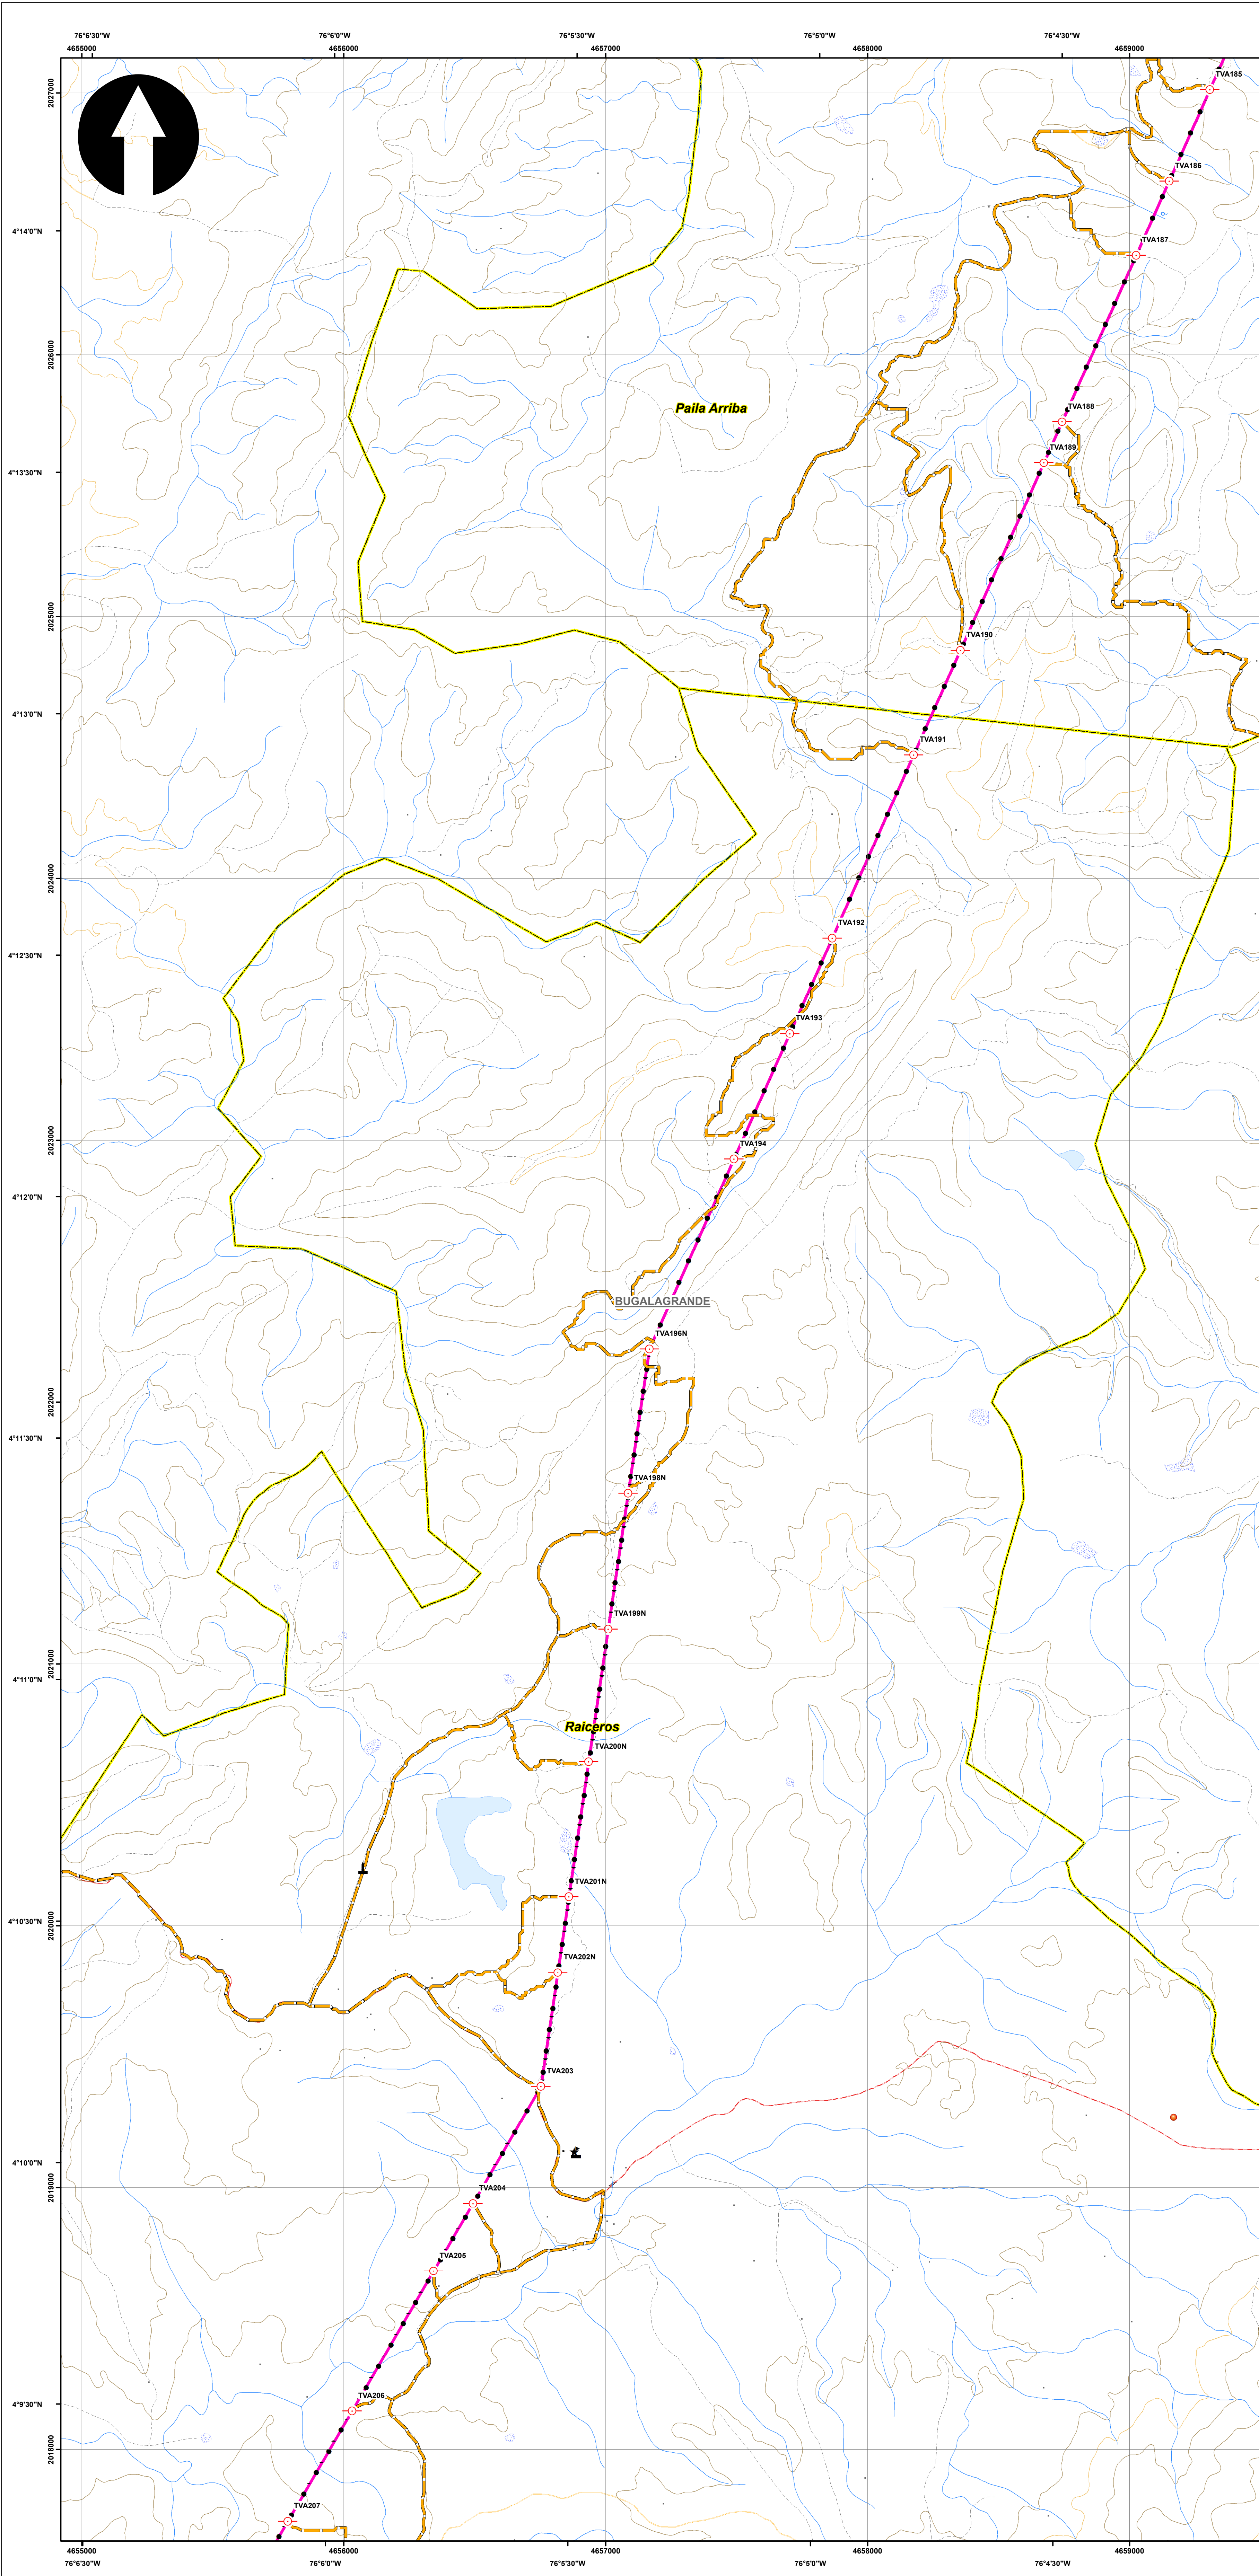 76°6'30"W 76°6'0"W 76°5'30"W 76°5'0"W 76°4'30"W
4655000 4656000 4657000 4658000 4659000
TVA185
2027000
TVA186
4°14'0"N
TVA187
2026000
Paila Arriba
TVA188
TVA189
4°13'30"N
2025000
TVA190
4°13'0"N
TVA191
2024000
TVA192
4°12'30"N
TVA193
2023000
TVA194
4°12'0"N
BUGALAGRANDE
TVA196N
2022000
4°11'30"N
TVA198N
TVA199N
2021000
4°11'0"N
Raiceros
TVA200N
TVA201N
4°10'30"N
2020000
TVA202N
TVA203
4°10'0"N
2019000
TVA204
TVA205
TVA206
4°9'30"N
2018000
TVA207
4655000 4656000 4657000 4658000 4659000
76°6'30"W 76°6'0"W 76°5'30"W 76°5'0"W 76°4'30"W